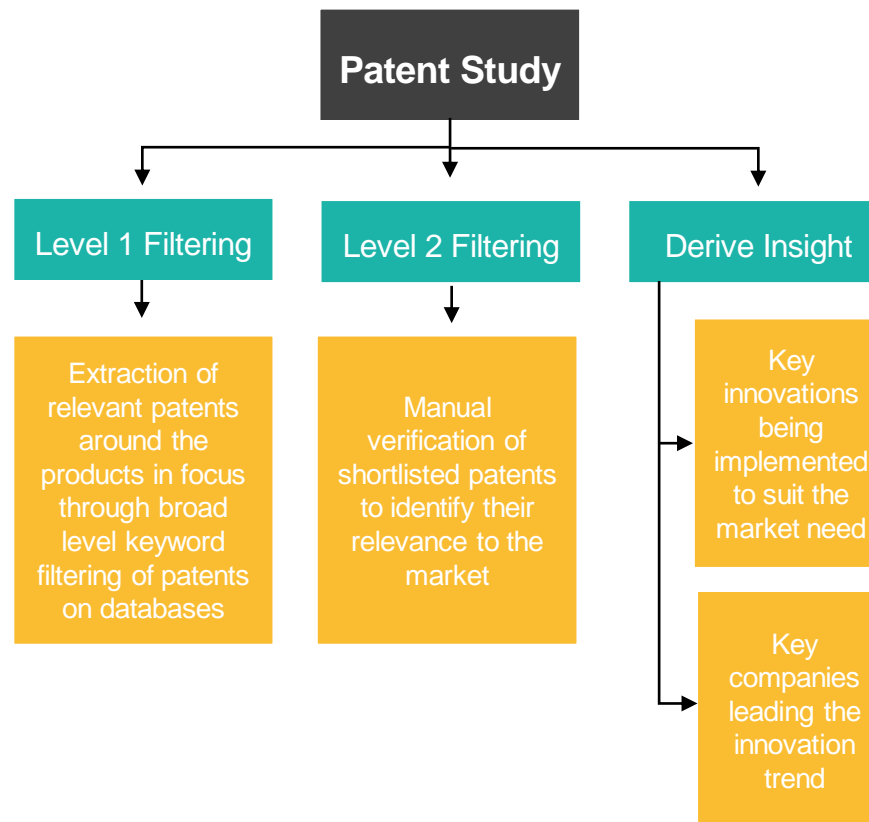 Patent Study
Level 1 Filtering
Level 2 Filtering
Derive Insight
Extraction of
relevant patents
around the
products in focus
through broad
level keyword
filtering of patents
on databases
Manual
verification of
shortlisted patents
to identify their
relevance to the
market
Key
innovations
being
implemented
to suit the
market need
Key
companies
leading the
innovation
trend